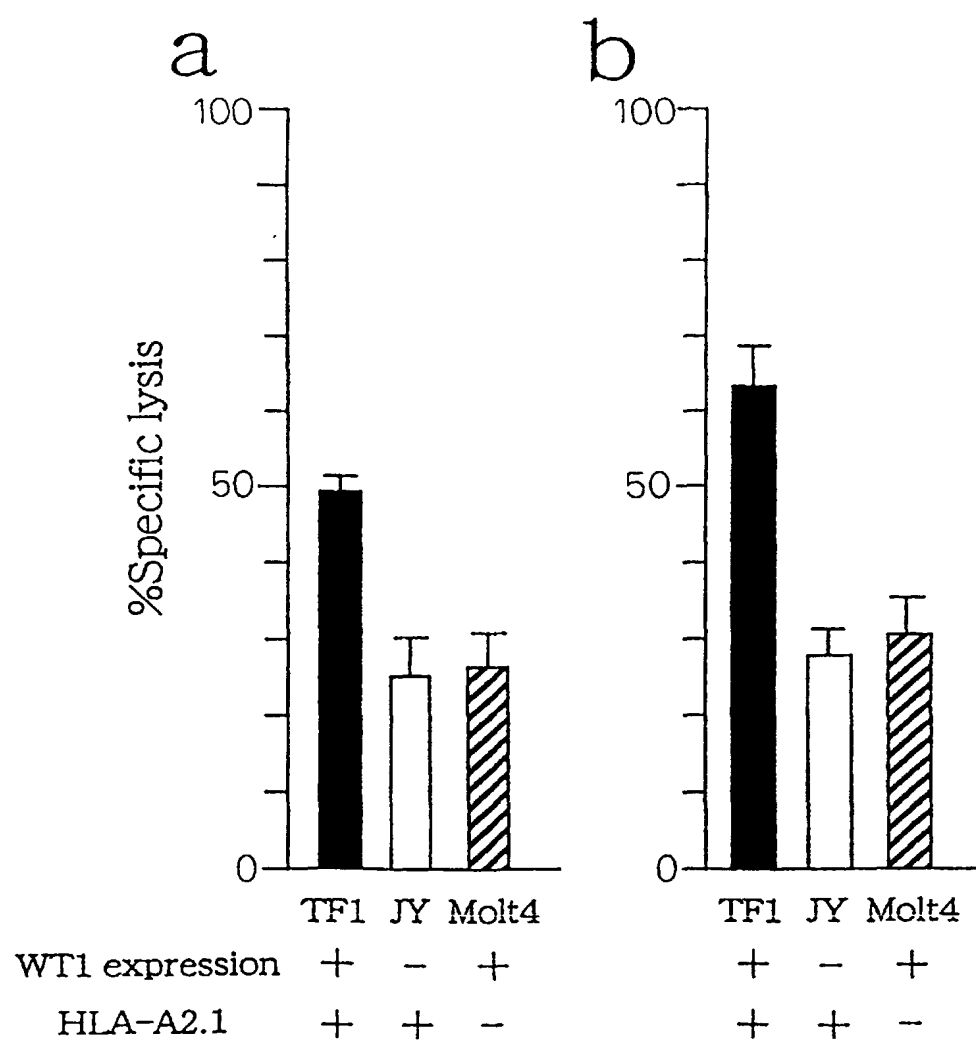 a b
100 100
%Specific lysis
50 50
0 0
TF1 JY Molt4 TF1 JY Molt4
WT1 expression + − + + − +
HLA-A2.1 + + − + + −